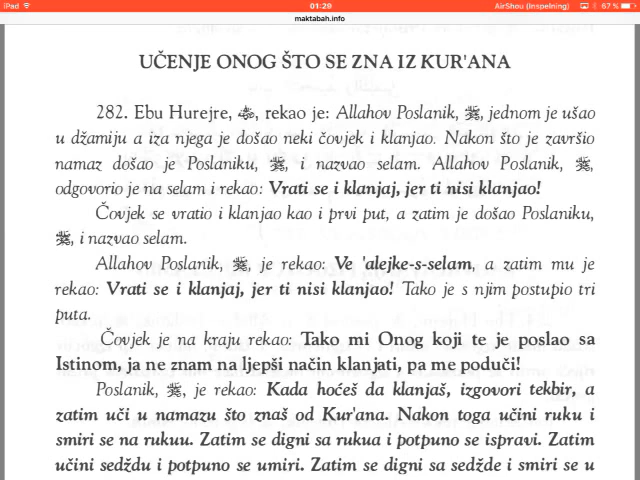 iPad 01:29 AirShou (Inspelning) 67 %
maktabah.info
UČENJE ONOG ŠTO SE ZNA IZ KUR'ANA
282. Ebu Hurejre, رضي الله عنه, rekao je: Allahov Poslanik, ﷺ, jednom je ušao
u džamiju a iza njega je došao neki čovjek i klanjao. Nakon što je završio
namaz došao je Poslaniku, ﷺ, i nazvao selam. Allahov Poslanik, ﷺ,
odgovorio je na selam i rekao: Vrati se i klanjaj, jer ti nisi klanjao!
Čovjek se vratio i klanjao kao i prvi put, a zatim je došao Poslaniku,
ﷺ, i nazvao selam.
Allahov Poslanik, ﷺ, je rekao: Ve 'alejke-s-selam, a zatim mu je
rekao: Vrati se i klanjaj, jer ti nisi klanjao! Tako je s njim postupio tri
puta.
Čovjek je na kraju rekao: Tako mi Onog koji te je poslao sa
Istinom, ja ne znam na ljepši način klanjati, pa me poduči!
Poslanik, ﷺ, je rekao: Kada hoćeš da klanjaš, izgovori tekbir, a
zatim uči u namazu što znaš od Kur'ana. Nakon toga učini ruku i
smiri se na rukuu. Zatim se digni sa rukua i potpuno se ispravi. Zatim
učini sedždu i potpuno se umiri. Zatim se digni sa sedžde i smiri se u